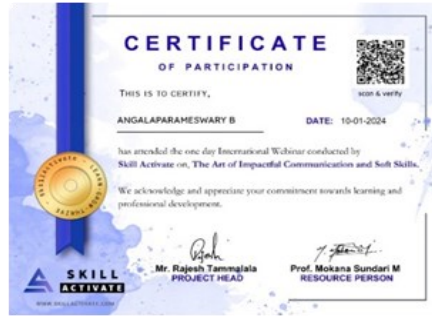 CERTIFICATE
OF PARTICIPATION
scan & verify
THIS IS TO CERTIFY,
ANGALAPARAMESWARY B
DATE: 10-01-2024
has attended the one day International Webinar conducted by
Skill Activate on, The Art of Impactful Communication and Soft Skills.
We acknowledge and appreciate your commitment towards learning and
professional development.
Mr. Rajesh Tammalala
PROJECT HEAD
Prof. Mokana Sundari M
RESOURCE PERSON
SKILL
ACTIVATE